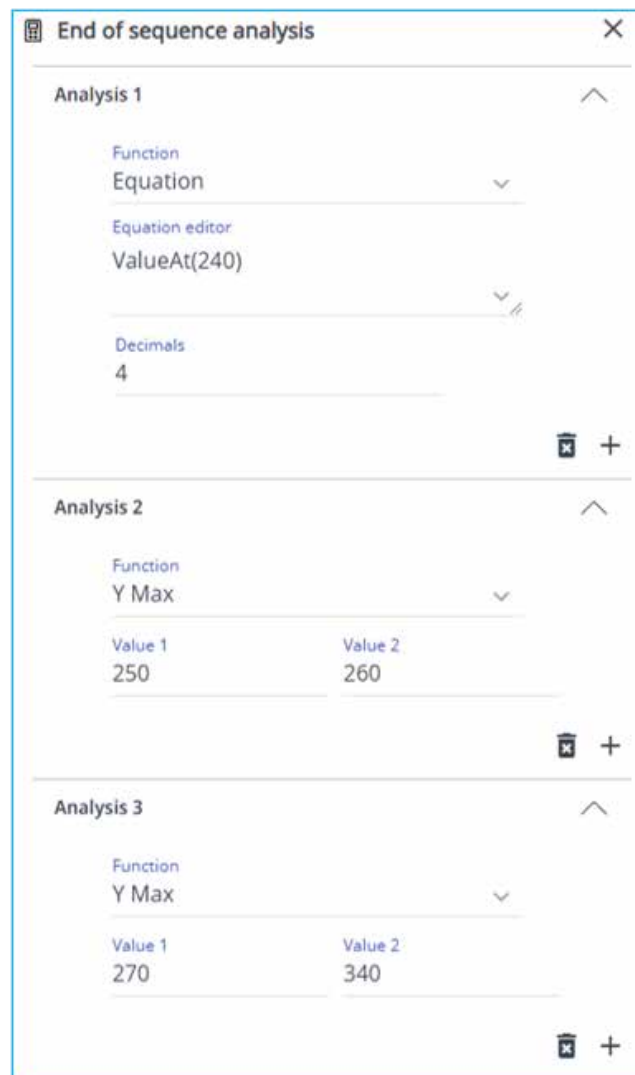 End of sequence analysis
Analysis 1
Function
Equation
Equation editor
ValueAt(240)
Decimals
4
Analysis 2
Function
Y Max
Value 1 Value 2
250 260
Analysis 3
Function
Y Max
Value 1 Value 2
270 340